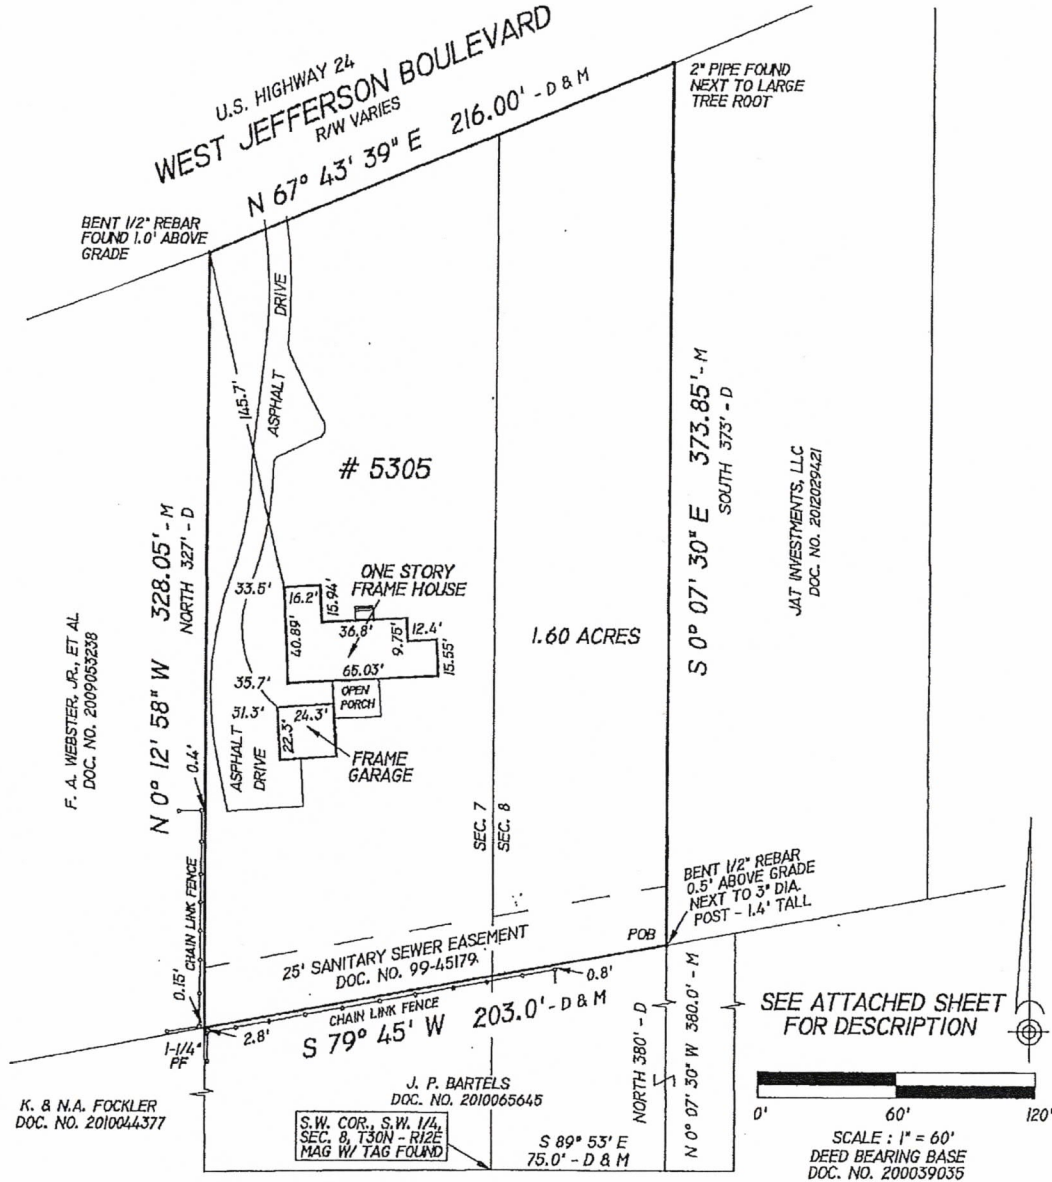 U.S. HIGHWAY 24
WEST JEFFERSON BOULEVARD
R/W VARIES
N 67° 43' 39" E 216.00' - D & M
2" PIPE FOUND
NEXT TO LARGE
TREE ROOT
BENT 1/2" REBAR
FOUND 1.0' ABOVE
GRADE
DRIVE
ASPHALT
145.7'
# 5305
N 0° 12' 58" W 328.05' - M
NORTH 327' - D
S 0° 07' 30" E 373.85' - M
SOUTH 373' - D
JAT INVESTMENTS, LLC
DOC. NO. 2012029421
F. A. WEBSTER, JR., ET AL
DOC. NO. 2009053238
ONE STORY
FRAME HOUSE
33.5'
16.2'
15.94'
36.8'
9.75'
12.4'
40.89'
65.03'
15.55'
1.60 ACRES
35.7'
OPEN
PORCH
31.3'
24.3'
22.3'
FRAME
GARAGE
ASPHALT
DRIVE
0.4'
SEC. 7
SEC. 8
CHAIN LINK FENCE
0.15'
BENT 1/2" REBAR
0.5' ABOVE GRADE
NEXT TO 3" DIA.
POST - 1.4' TALL
POB
25' SANITARY SEWER EASEMENT
DOC. NO. 99-45179
0.8'
CHAIN LINK FENCE
2.8'
S 79° 45' W 203.0' - D & M
1-1/4"
PF
K. & N.A. FOCKLER
DOC. NO. 2010044377
J. P. BARTELS
DOC. NO. 2010065645
S.W. COR., S.W. 1/4,
SEC. 8, T30N - R12E
MAG W/ TAG FOUND
S 89° 53' E
75.0' - D & M
NORTH 380' - D
N 0° 07' 30" W 380.0' - M
SEE ATTACHED SHEET
FOR DESCRIPTION
0' 60' 120'
SCALE : 1" = 60'
DEED BEARING BASE
DOC. NO. 200039035